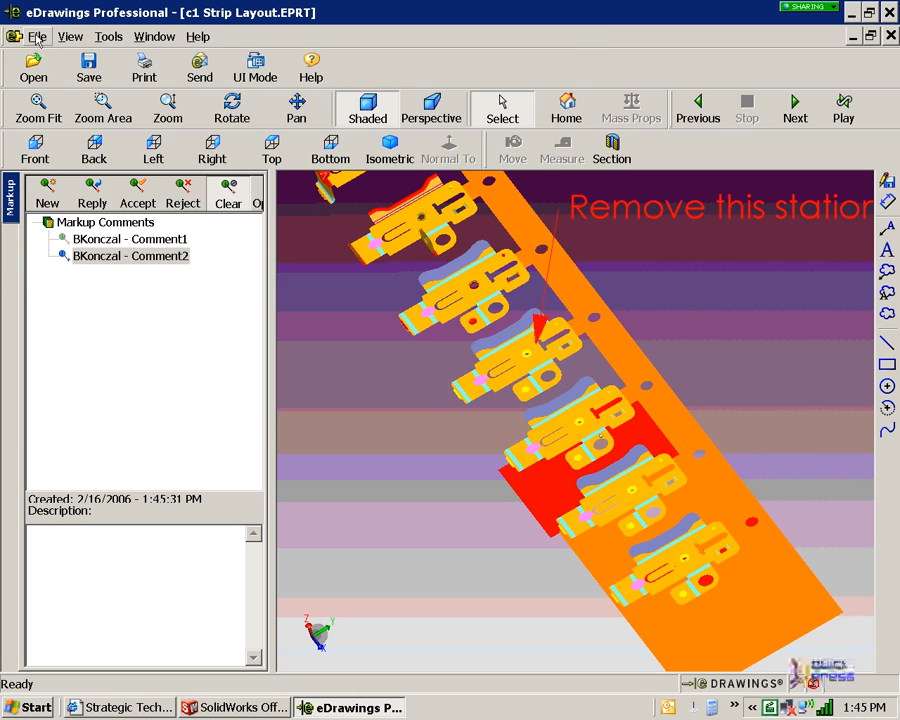 eDrawings Professional - [c1 Strip Layout.EPRT]
SHARING
File View Tools Window Help
Open Save Print Send UI Mode Help
Zoom Fit Zoom Area Zoom Rotate Pan Shaded Perspective Select Home Mass Props Previous Stop Next Play
Front Back Left Right Top Bottom Isometric Normal To Move Measure Section
Markup
New Reply Accept Reject Clear Op
Markup Comments
BKonczal - Comment1
BKonczal - Comment2
Remove this station
Created: 2/16/2006 - 1:45:31 PM
Description:
Z Y X
Ready
DRAWINGS®
Quick Press
Start Strategic Tech... SolidWorks Off... eDrawings P... 1:45 PM